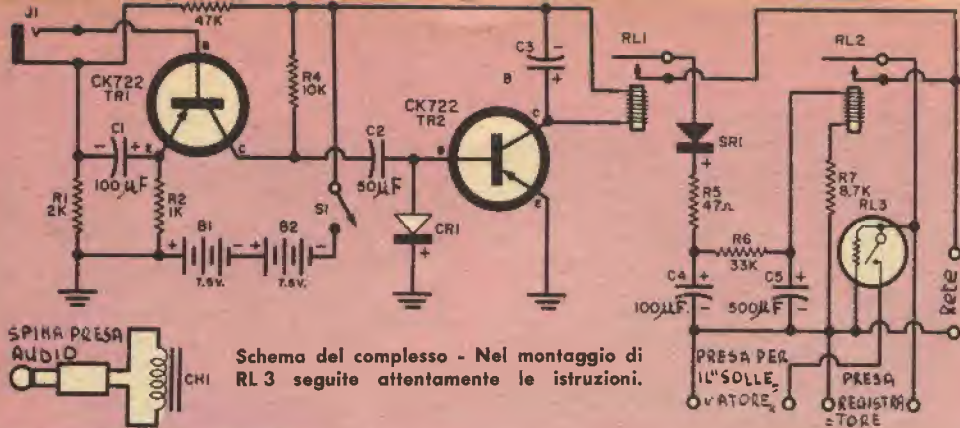 J1
47K
B
CK722
TR1
R4
10K
C1
- +
E
C
100µF
R1
2K
R2
1K
+ B1 -
7.5V.
+ B2 -
7.5V.
S1
C2
50µF
CR1
+
CK722
TR2
B
C
E
C3
-
8
+
RL1
SR1
+
R5
47Ω
R6
33K
C4
+
100µF.
-
C5
+
500µF
-
RL2
R7
8.7K
RL3
Rete
SPINA PRESA
AUDIO
CH1
Schema del complesso - Nel montaggio di
RL 3 seguite attentamente le istruzioni.
PRESA PER
IL "SOLLE=
VATORE"
PRESA
REGISTRA
=TORE